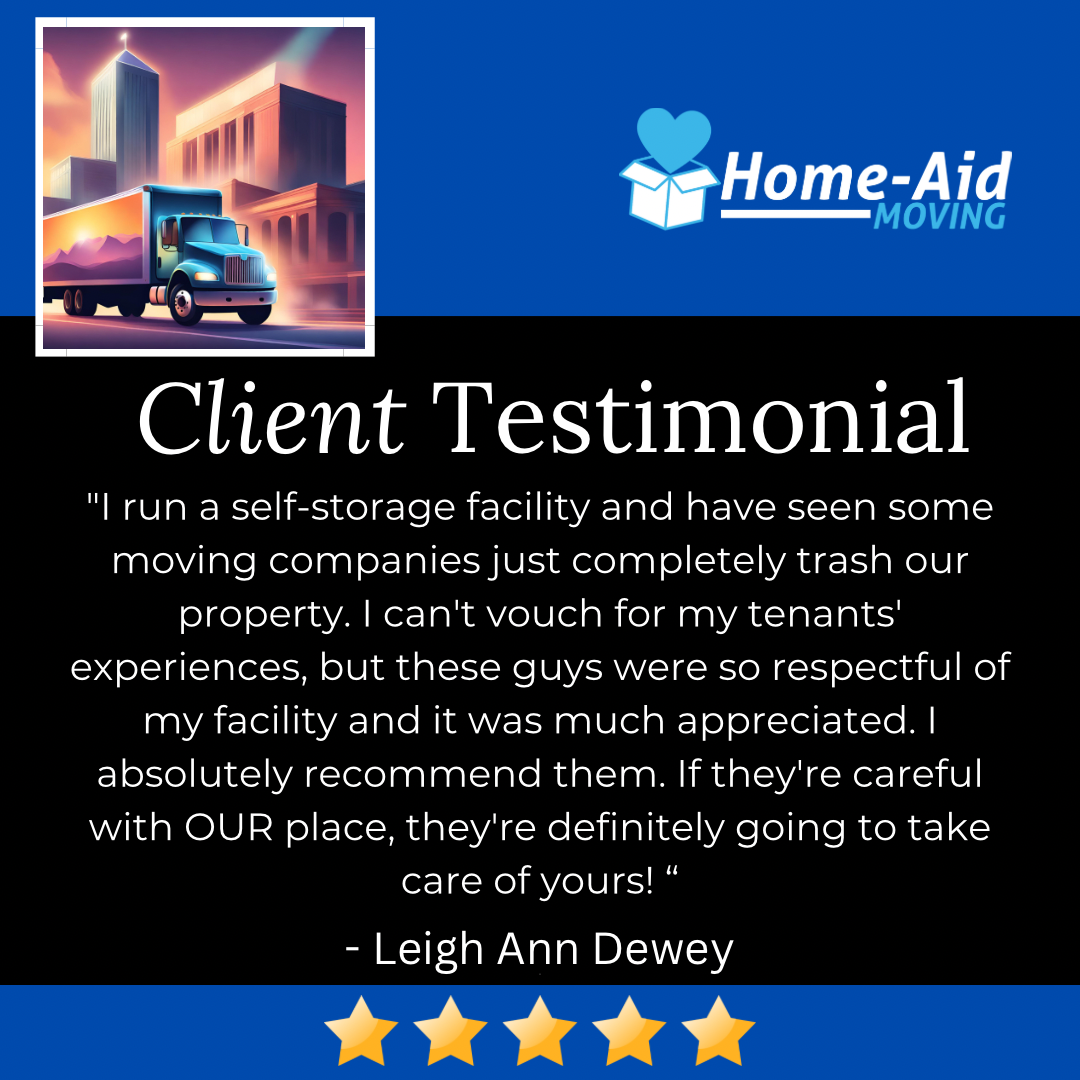 Home-Aid
MOVING
Client Testimonial
"I run a self-storage facility and have seen some
moving companies just completely trash our
property. I can't vouch for my tenants'
experiences, but these guys were so respectful of
my facility and it was much appreciated. I
absolutely recommend them. If they're careful
with OUR place, they're definitely going to take
care of yours! “
- Leigh Ann Dewey